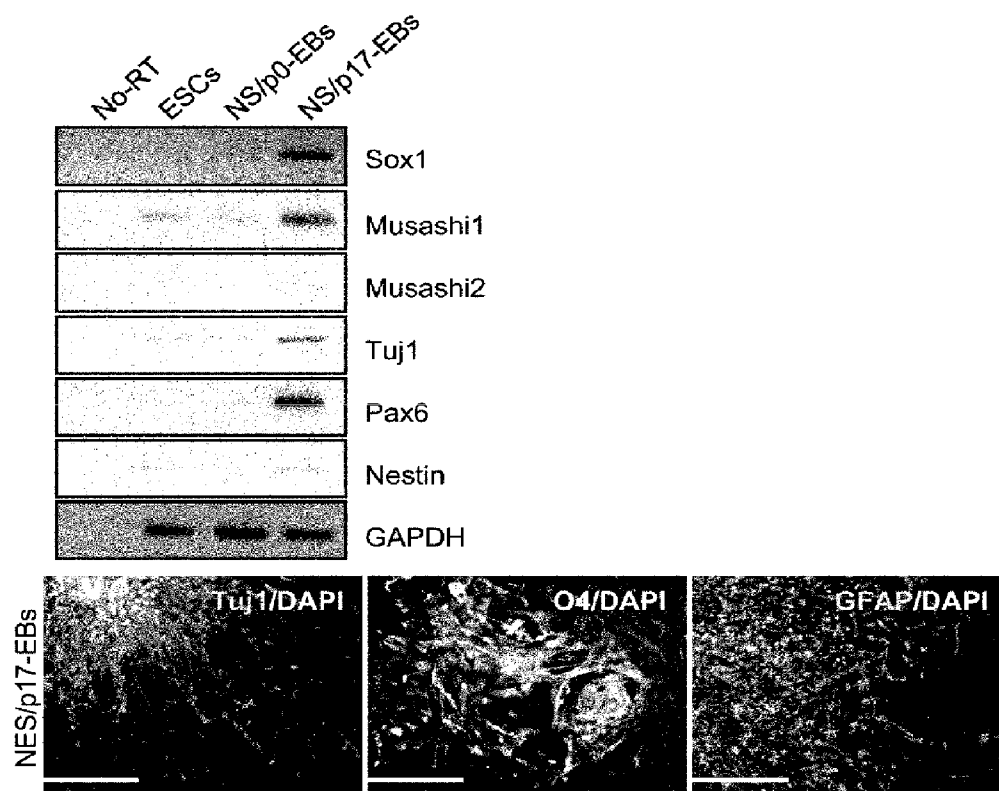 No-RT
ESCs
NS/p0-EBs
NS/p17-EBs
Sox1
Musashi1
Musashi2
Tuj1
Pax6
Nestin
GAPDH
NES/p17-EBs
Tuj1/DAPI
O4/DAPI
GFAP/DAPI